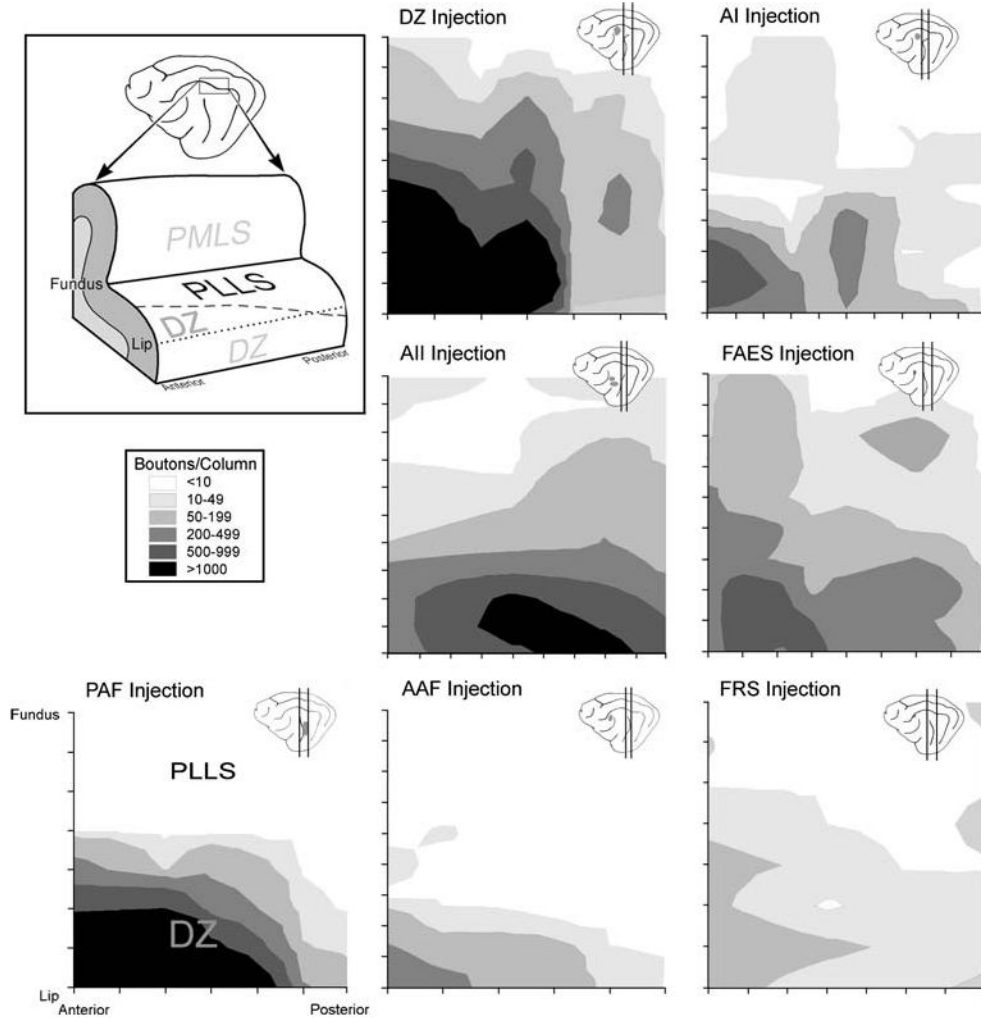 DZ Injection
AI Injection
PMLS
Fundus
PLLS
DZ
Lip
DZ
Posterior
Anterior
AII Injection
FAES Injection
Boutons/Column
<10
10-49
50-199
200-499
500-999
>1000
PAF Injection
AAF Injection
FRS Injection
Fundus
PLLS
DZ
Lip
Anterior
Posterior